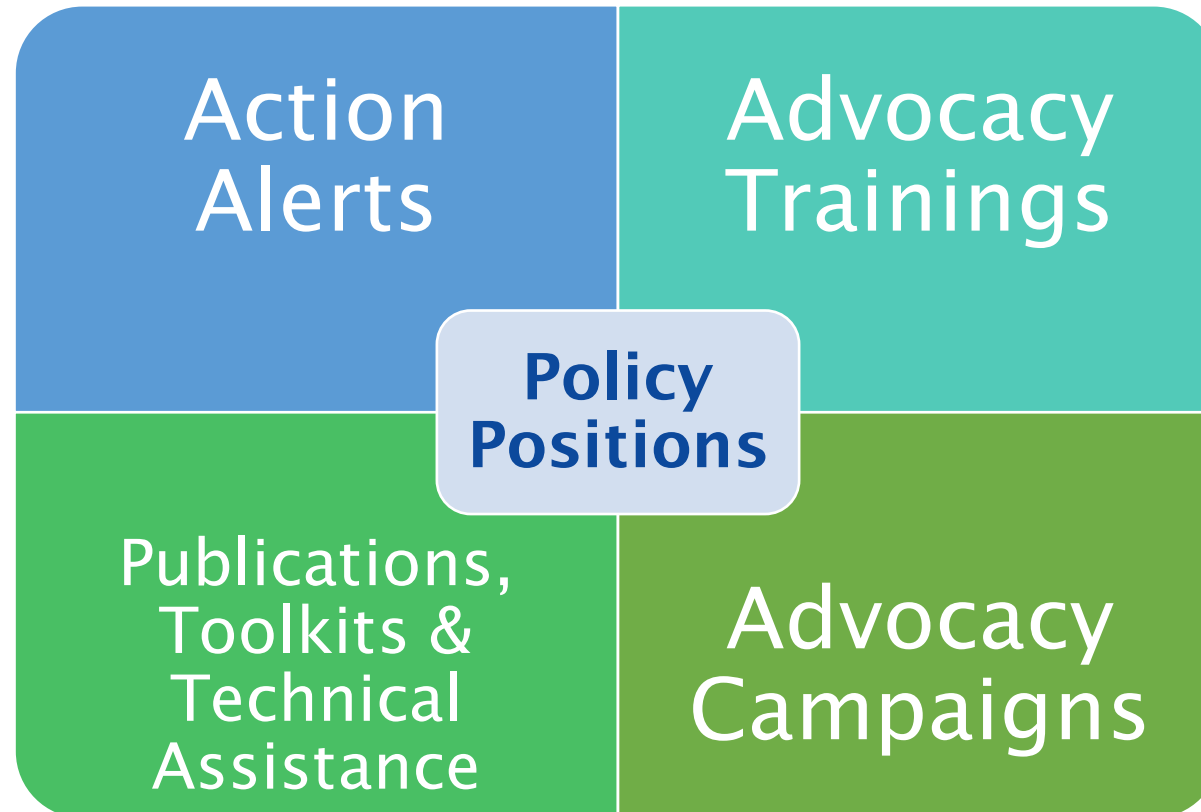 Action
Alerts
Advocacy
Trainings
Policy
Positions
Publications,
Toolkits &
Technical
Assistance
Advocacy
Campaigns